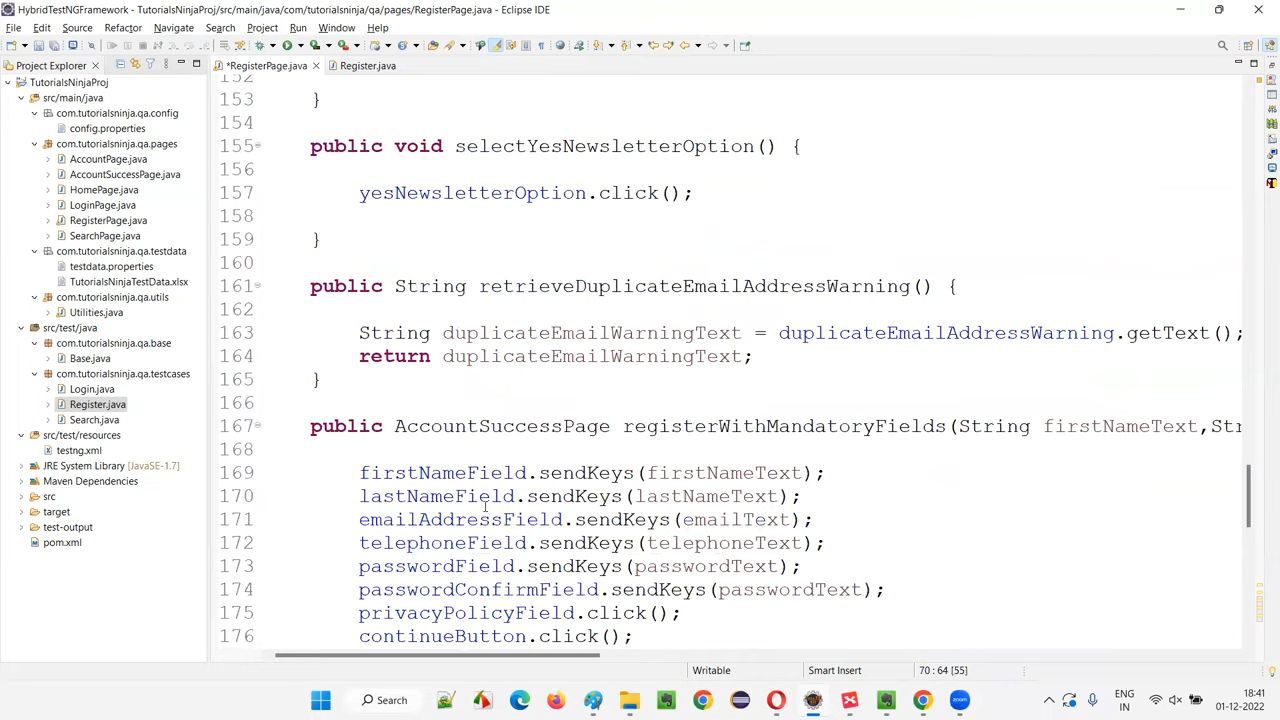 HybridTestNGFramework - TutorialsNinjaProj/src/main/java/com/tutorialsninja/qa/pages/RegisterPage.java - Eclipse IDE
File Edit Source Refactor Navigate Search Project Run Window Help
Project Explorer
*RegisterPage.java
Register.java
TutorialsNinjaProj
src/main/java
com.tutorialsninja.qa.config
config.properties
com.tutorialsninja.qa.pages
AccountPage.java
AccountSuccessPage.java
HomePage.java
LoginPage.java
RegisterPage.java
SearchPage.java
com.tutorialsninja.qa.testdata
testdata.properties
TutorialsNinjaTestData.xlsx
com.tutorialsninja.qa.utils
Utilities.java
src/test/java
com.tutorialsninja.qa.base
Base.java
com.tutorialsninja.qa.testcases
Login.java
Register.java
Search.java
src/test/resources
testng.xml
JRE System Library [JavaSE-1.7]
Maven Dependencies
src
target
test-output
pom.xml
152
153 }
154
155 public void selectYesNewsletterOption() {
156
157 yesNewsletterOption.click();
158
159 }
160
161 public String retrieveDuplicateEmailAddressWarning() {
162
163 String duplicateEmailWarningText = duplicateEmailAddressWarning.getText();
164 return duplicateEmailWarningText;
165 }
166
167 public AccountSuccessPage registerWithMandatoryFields(String firstNameText,Str
168
169 firstNameField.sendKeys(firstNameText);
170 lastNameField.sendKeys(lastNameText);
171 emailAddressField.sendKeys(emailText);
172 telephoneField.sendKeys(telephoneText);
173 passwordField.sendKeys(passwordText);
174 passwordConfirmField.sendKeys(passwordText);
175 privacyPolicyField.click();
176 continueButton.click();
Writable Smart Insert 70 : 64 [55]
Search
ENG
IN
18:41
01-12-2022